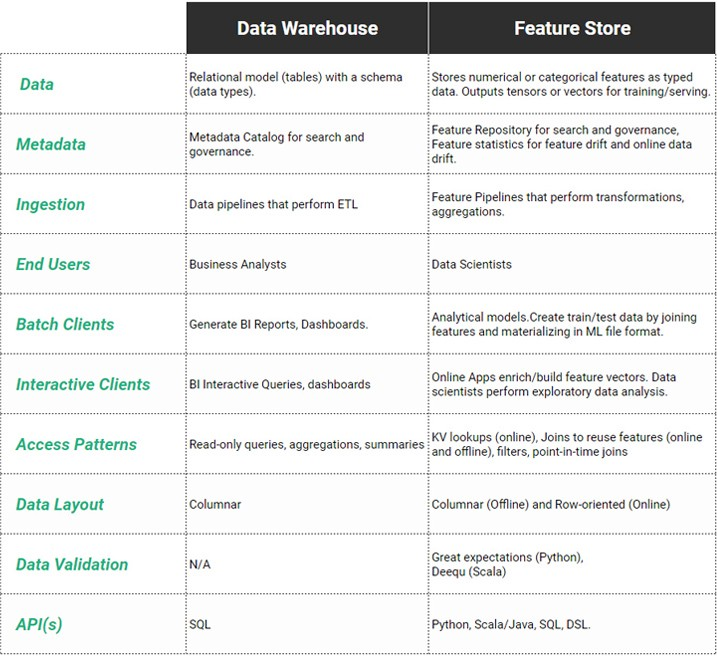 Data Warehouse
Feature Store
Data
Relational model (tables) with a schema
(data types).
Stores numerical or categorical features as typed
data. Outputs tensors or vectors for training/serving.
Metadata
Metadata Catalog for search and
governance.
Feature Repository for search and governance,
Feature statistics for feature drift and online data
drift.
Ingestion
Data pipelines that perform ETL
Feature Pipelines that perform transformations,
aggregations.
End Users
Business Analysts
Data Scientists
Batch Clients
Generate BI Reports, Dashboards.
Analytical models.Create train/test data by joining
features and materializing in ML file format.
Interactive Clients
BI Interactive Queries, dashboards
Online Apps enrich/build feature vectors. Data
scientists perform exploratory data analysis.
Access Patterns
Read-only queries, aggregations, summaries
KV lookups (online), Joins to reuse features (online
and offline), filters, point-in-time joins
Data Layout
Columnar
Columnar (Offline) and Row-oriented (Online)
Data Validation
N/A
Great expectations (Python),
Deequ (Scala)
API(s)
SQL
Python, Scala/Java, SQL, DSL.